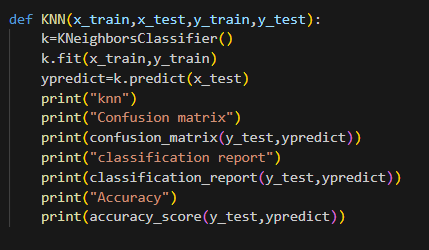 def KNN(x_train,x_test,y_train,y_test):
    k=KNeighborsClassifier()
    k.fit(x_train,y_train)
    ypredict=k.predict(x_test)
    print("knn")
    print("Confusion matrix")
    print(confusion_matrix(y_test,ypredict))
    print("classification report")
    print(classification_report(y_test,ypredict))
    print("Accuracy")
    print(accuracy_score(y_test,ypredict))